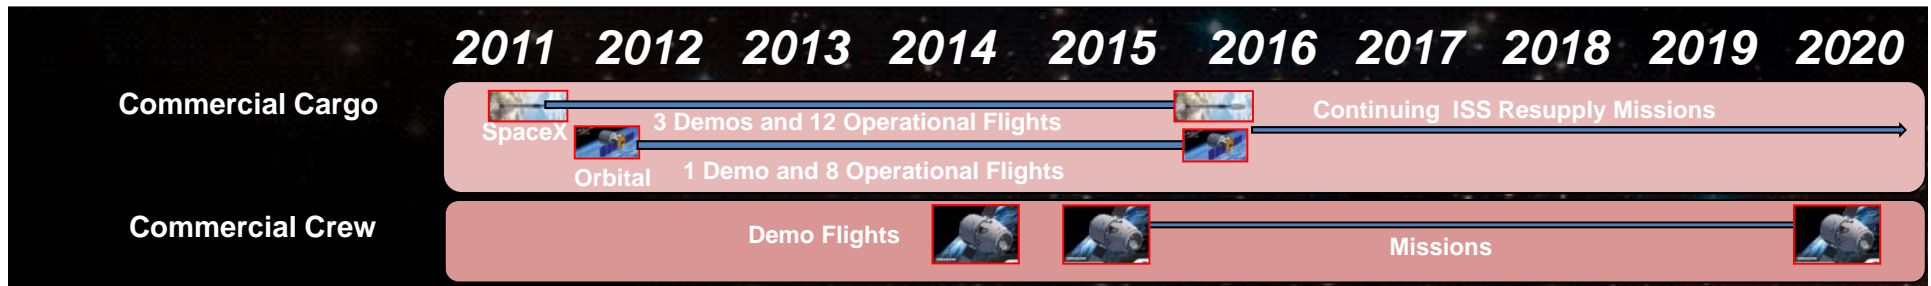 2011 2012 2013 2014 2015 2016 2017 2018 2019 2020
Commercial Cargo
SpaceX
3 Demos and 12 Operational Flights
Continuing ISS Resupply Missions
Orbital
1 Demo and 8 Operational Flights
Commercial Crew
Demo Flights
Missions